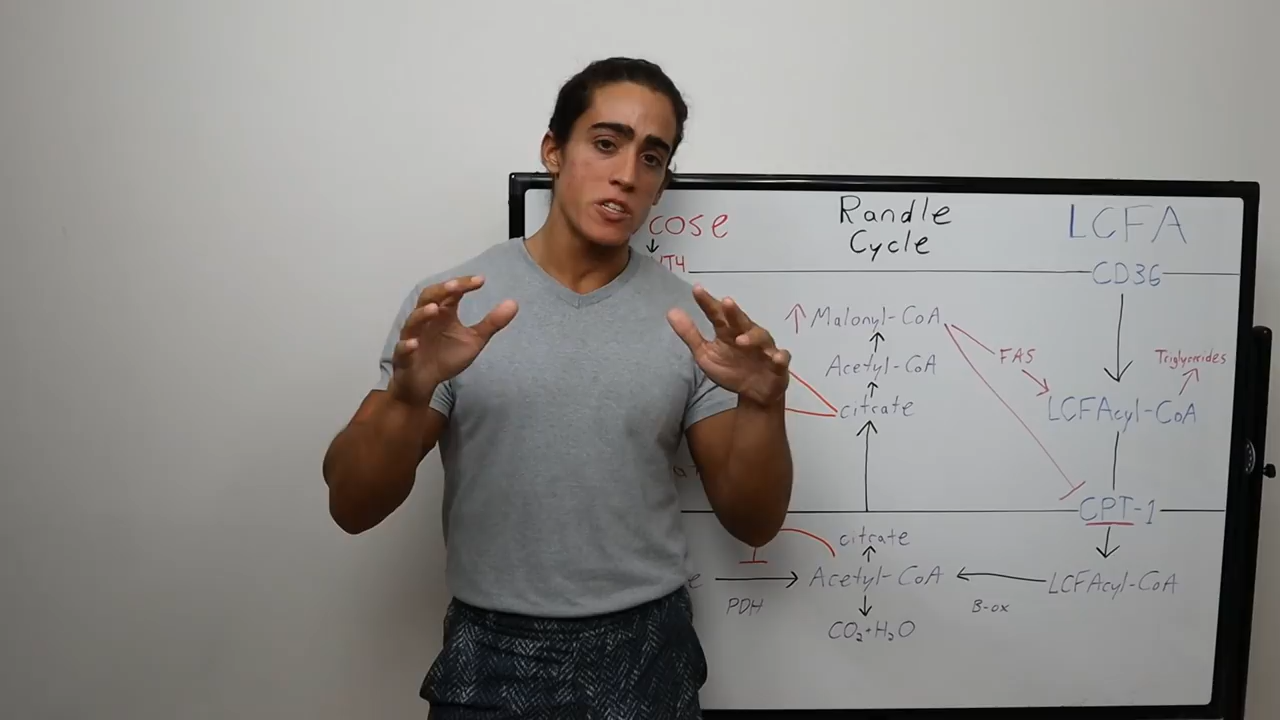 cose
Randle
Cycle
LCFA
UT4
CD36
↑ Malonyl-CoA
FAS
Triglycerides
Acetyl-CoA
citrate
LCFAcyl-CoA
CPT-1
citrate
e
Acetyl-CoA
LCFAcyl-CoA
PDH
B-ox
CO₂+H₂O